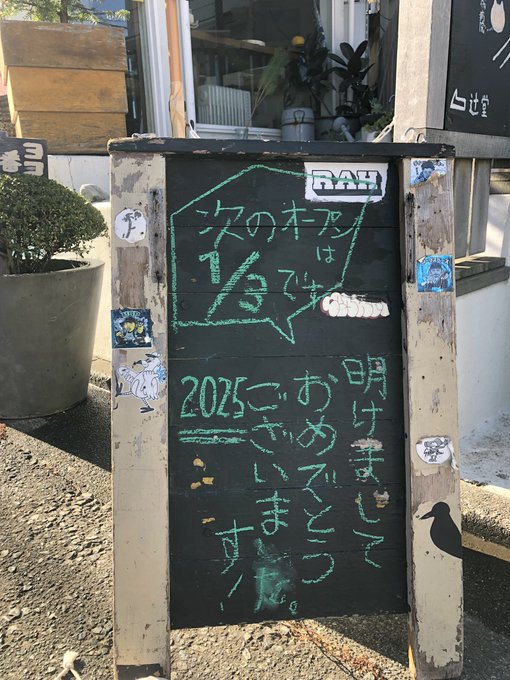 RAH
次のオープン
は
1/3です
明けまして
おめでとう
ございます!
2025